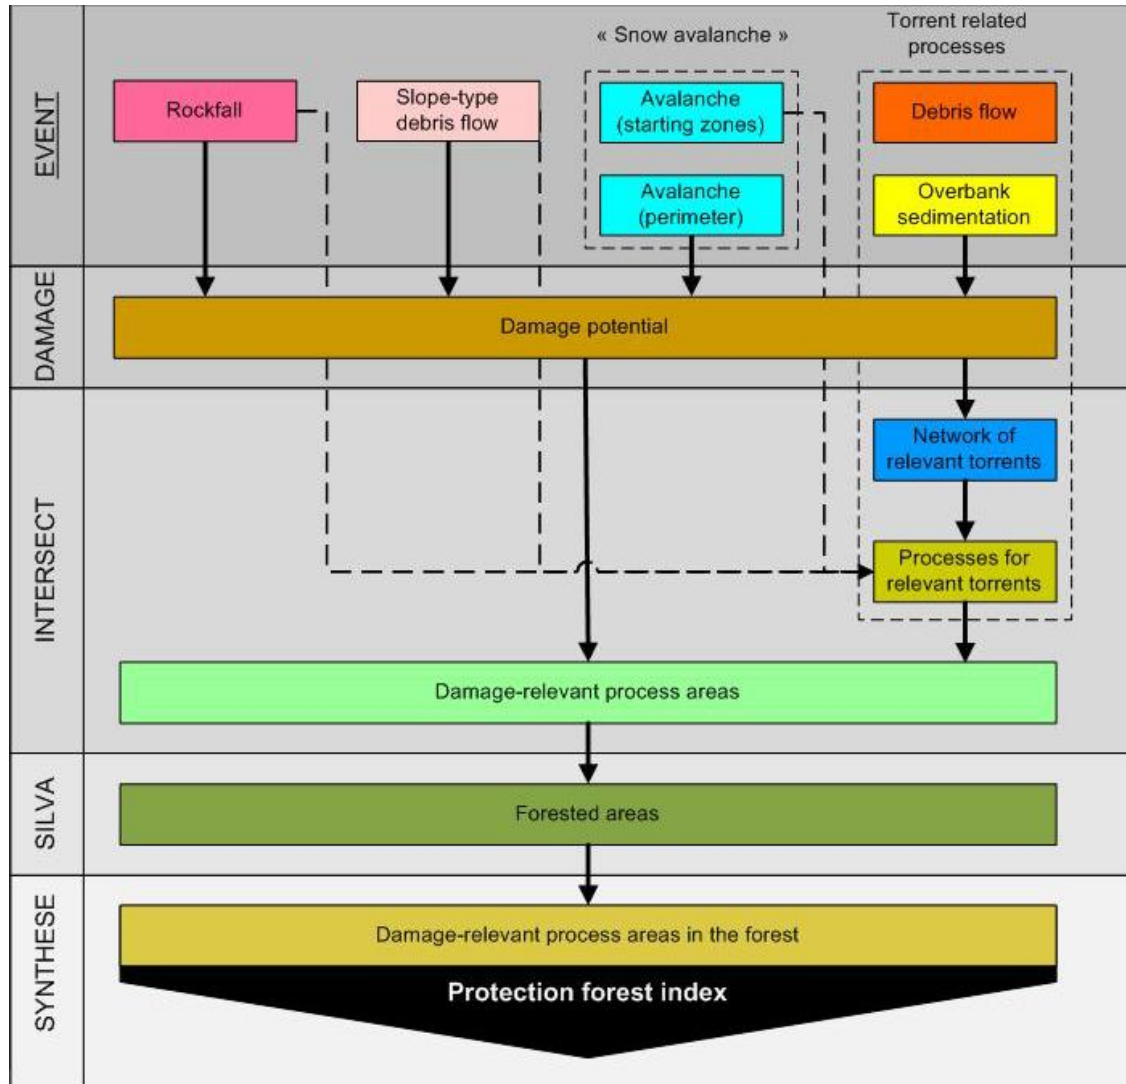 « Snow avalanche »
Torrent related
processes
EVENT
Rockfall
Slope-type
debris flow
Avalanche
(starting zones)
Debris flow
Avalanche
(perimeter)
Overbank
sedimentation
DAMAGE
Damage potential
INTERSECT
Network of
relevant torrents
Processes for
relevant torrents
Damage-relevant process areas
SILVA
Forested areas
SYNTHESE
Damage-relevant process areas in the forest
Protection forest index